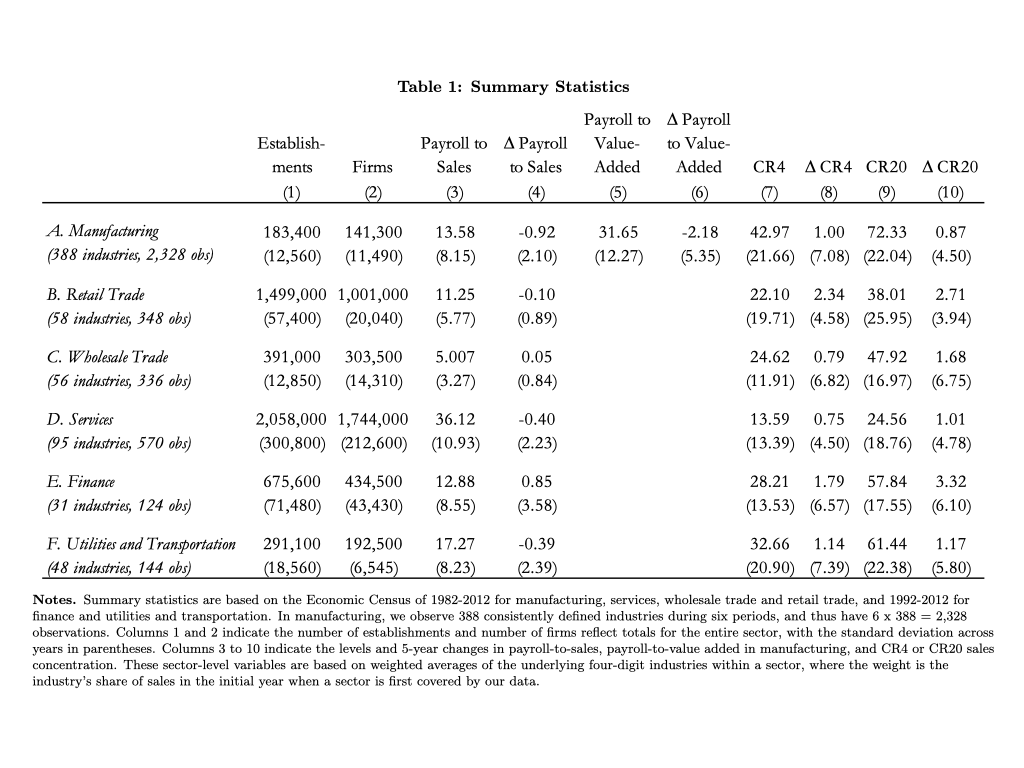 Table 1: Summary Statistics
Payroll to Δ Payroll
Establish- Payroll to Δ Payroll Value- to Value-
ments Firms Sales to Sales Added Added CR4 Δ CR4 CR20 Δ CR20
(1) (2) (3) (4) (5) (6) (7) (8) (9) (10)
A. Manufacturing 183,400 141,300 13.58 -0.92 31.65 -2.18 42.97 1.00 72.33 0.87
(388 industries, 2,328 obs) (12,560) (11,490) (8.15) (2.10) (12.27) (5.35) (21.66) (7.08) (22.04) (4.50)
B. Retail Trade 1,499,000 1,001,000 11.25 -0.10 22.10 2.34 38.01 2.71
(58 industries, 348 obs) (57,400) (20,040) (5.77) (0.89) (19.71) (4.58) (25.95) (3.94)
C. Wholesale Trade 391,000 303,500 5.007 0.05 24.62 0.79 47.92 1.68
(56 industries, 336 obs) (12,850) (14,310) (3.27) (0.84) (11.91) (6.82) (16.97) (6.75)
D. Services 2,058,000 1,744,000 36.12 -0.40 13.59 0.75 24.56 1.01
(95 industries, 570 obs) (300,800) (212,600) (10.93) (2.23) (13.39) (4.50) (18.76) (4.78)
E. Finance 675,600 434,500 12.88 0.85 28.21 1.79 57.84 3.32
(31 industries, 124 obs) (71,480) (43,430) (8.55) (3.58) (13.53) (6.57) (17.55) (6.10)
F. Utilities and Transportation 291,100 192,500 17.27 -0.39 32.66 1.14 61.44 1.17
(48 industries, 144 obs) (18,560) (6,545) (8.23) (2.39) (20.90) (7.39) (22.38) (5.80)
Notes. Summary statistics are based on the Economic Census of 1982-2012 for manufacturing, services, wholesale trade and retail trade, and 1992-2012 for
finance and utilities and transportation. In manufacturing, we observe 388 consistently defined industries during six periods, and thus have 6 x 388 = 2,328
observations. Columns 1 and 2 indicate the number of establishments and number of firms reflect totals for the entire sector, with the standard deviation across
years in parentheses. Columns 3 to 10 indicate the levels and 5-year changes in payroll-to-sales, payroll-to-value added in manufacturing, and CR4 or CR20 sales
concentration. These sector-level variables are based on weighted averages of the underlying four-digit industries within a sector, where the weight is the
industry's share of sales in the initial year when a sector is first covered by our data.